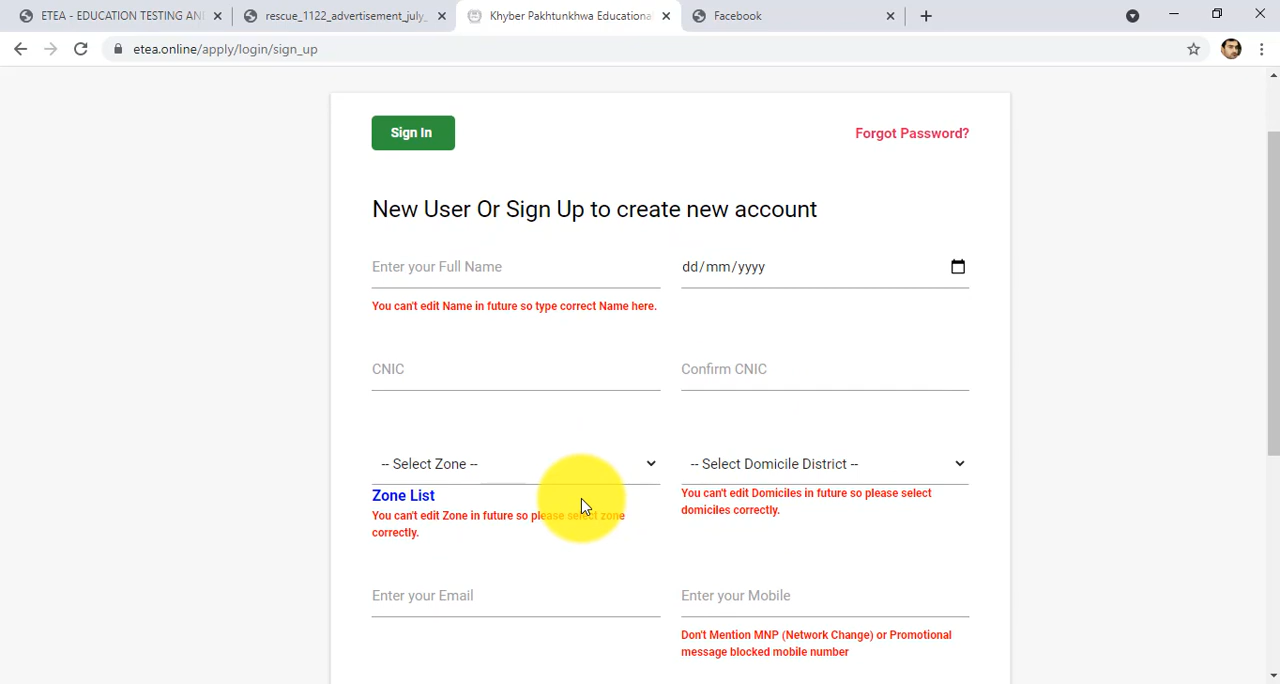 ETEA - EDUCATION TESTING AN
rescue_1122_advertisement_july_
Khyber Pakhtunkhwa Educationa
Facebook
etea.online/apply/login/sign_up
Sign In
Forgot Password?
New User Or Sign Up to create new account
Enter your Full Name
dd/mm/yyyy
You can't edit Name in future so type correct Name here.
CNIC
Confirm CNIC
-- Select Zone --
-- Select Domicile District --
Zone List
You can't edit Zone in future so please select zone
correctly.
You can't edit Domiciles in future so please select
domiciles correctly.
Enter your Email
Enter your Mobile
Don't Mention MNP (Network Change) or Promotional
message blocked mobile number